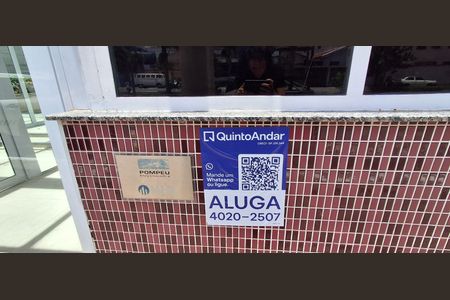 QuintoAndar
Mande um
Whatsapp
ou ligue.
ALUGA
4020-2507
POMPEU